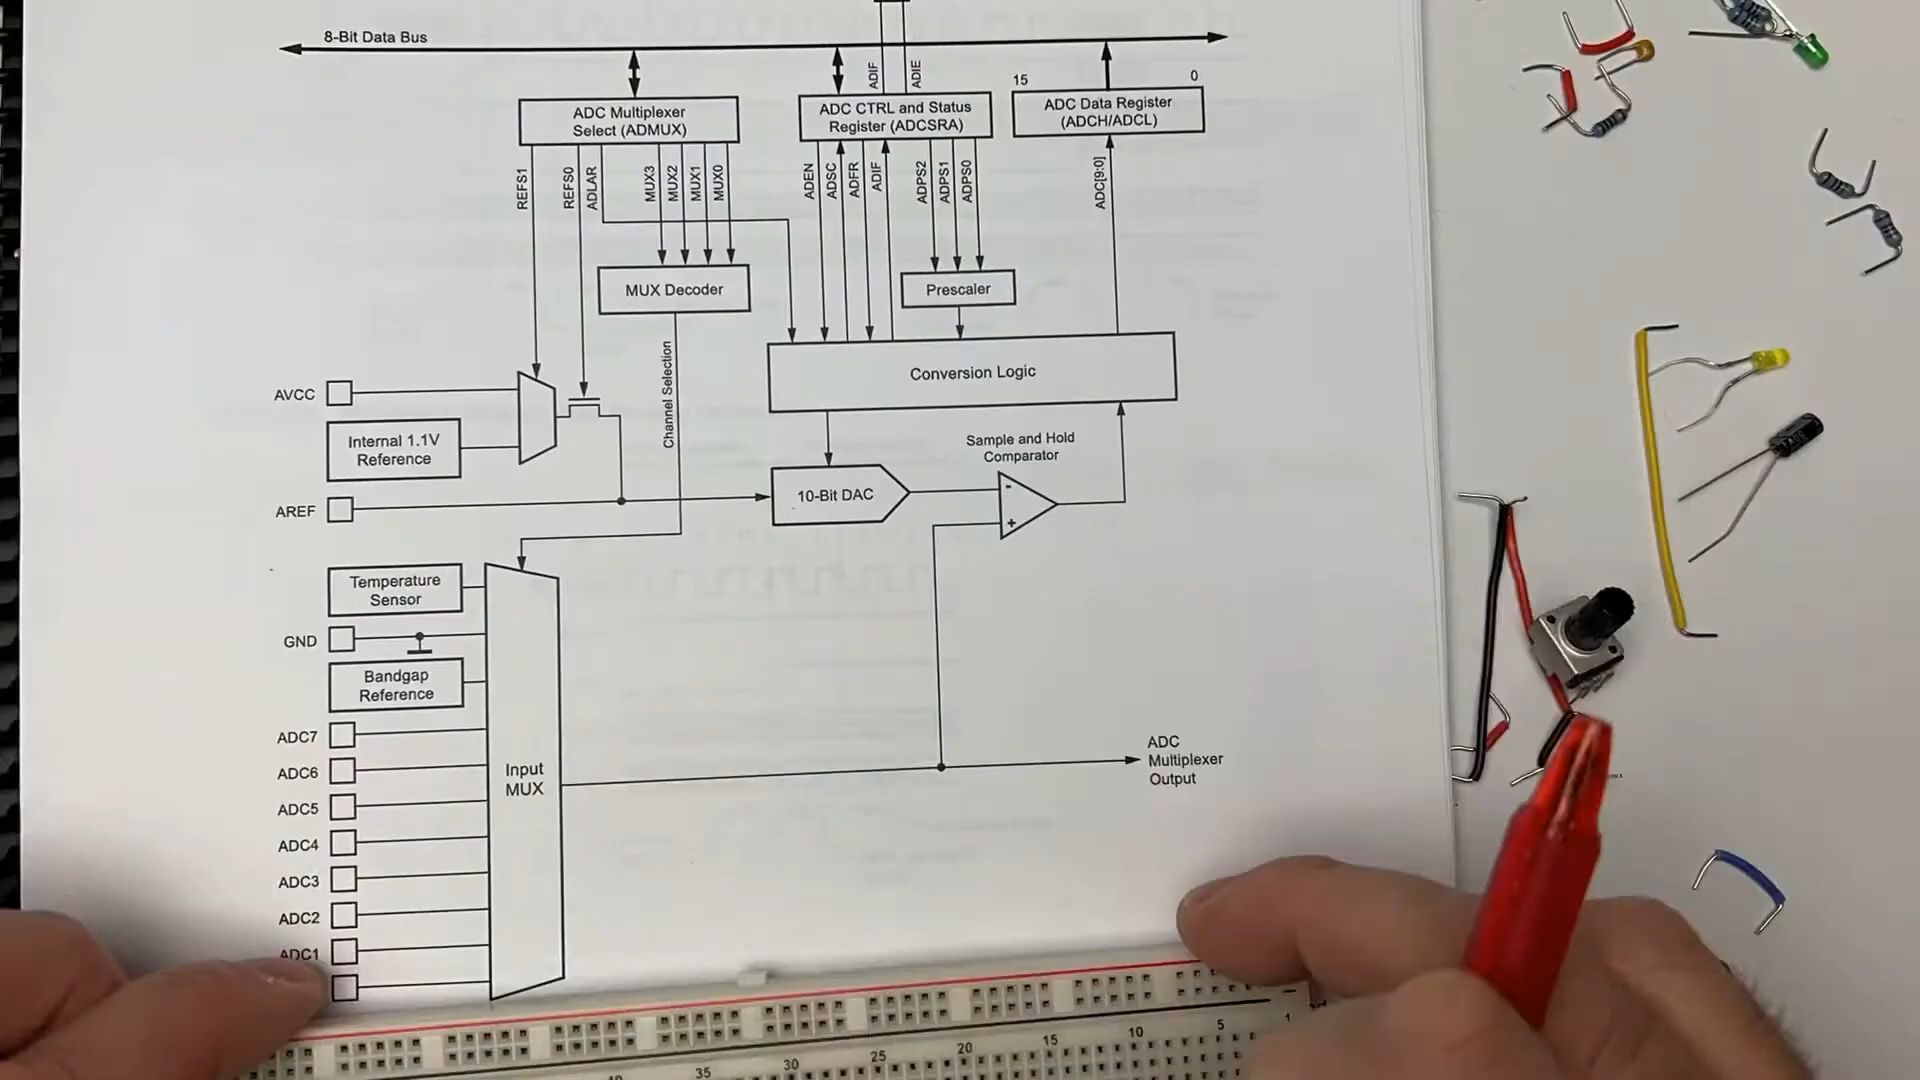 8-Bit Data Bus
ADIF
ADIE
15
0
ADC Multiplexer
Select (ADMUX)
ADC CTRL and Status
Register (ADCSRA)
ADC Data Register
(ADCH/ADCL)
REFS1
REFS0
ADLAR
MUX3
MUX2
MUX1
MUX0
ADEN
ADSC
ADFR
ADIF
ADPS2
ADPS1
ADPS0
ADC[9:0]
MUX Decoder
Prescaler
Channel Selection
Conversion Logic
AVCC
Internal 1.1V
Reference
AREF
Sample and Hold
Comparator
10-Bit DAC
-
+
Temperature
Sensor
GND
Bandgap
Reference
ADC7
ADC6
ADC5
ADC4
ADC3
ADC2
ADC1
Input
MUX
ADC
Multiplexer
Output
35
30
25
20
15
10
5
1